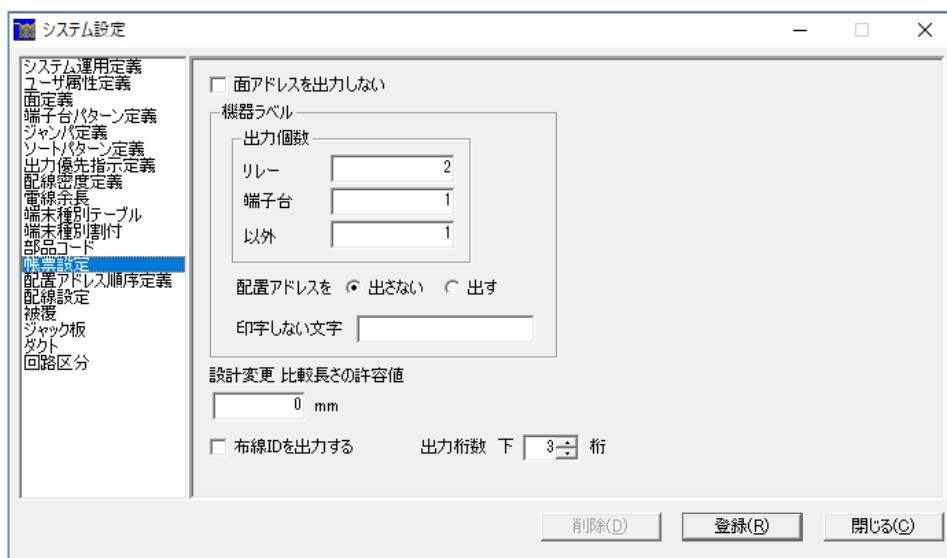 システム設定
システム運用定義
ユーザ属性定義
面定義
端子台パターン定義
ジャンパ定義
ソートパターン定義
出力優先指示定義
配線密度定義
電線余長
端末種別テーブル
端末種別割付
部品コード
帳票設定
配置アドレス順序定義
配線設定
被覆
ジャック板
ダクト
回路区分
面アドレスを出力しない
機器ラベル
出力個数
リレー 2
端子台 1
以外 1
配置アドレスを 出さない 出す
印字しない文字
設計変更 比較長さの許容値
0 mm
布線IDを出力する 出力桁数 下 3 桁
削除(D) 登録(R) 閉じる(C)